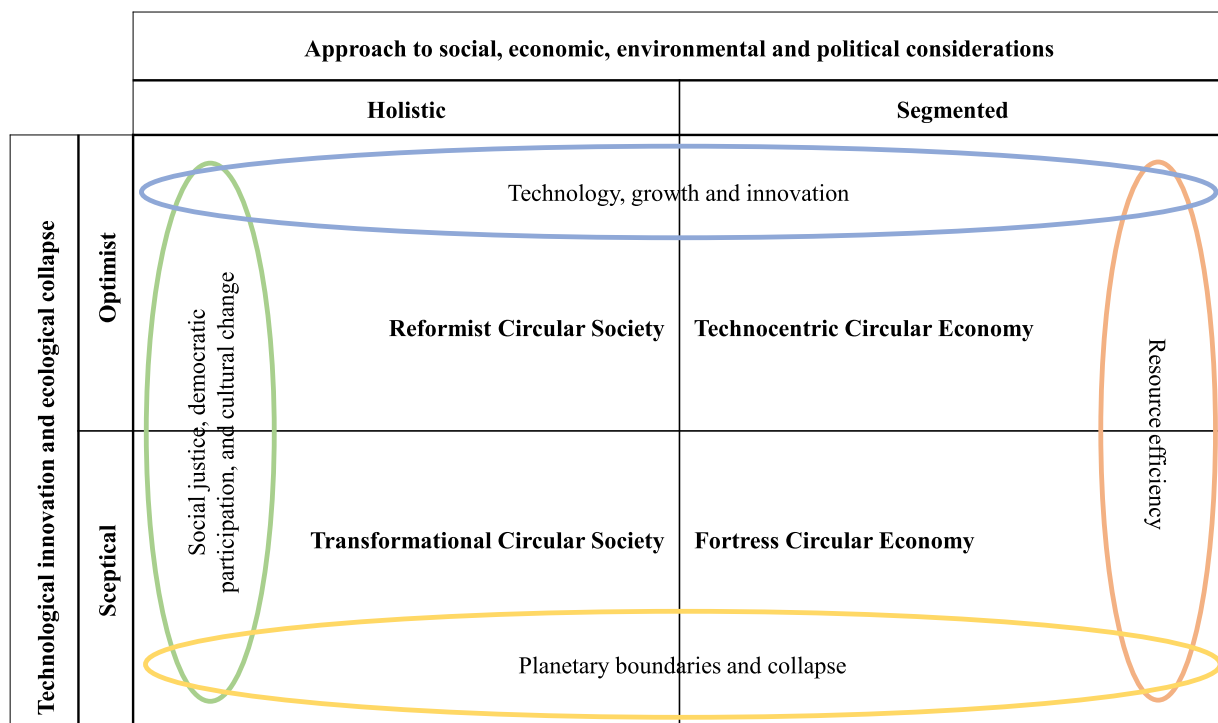 Approach to social, economic, environmental and political considerations
Holistic
Segmented
Technological innovation and ecological collapse
Optimist
Sceptical
Technology, growth and innovation
Social justice, democratic
participation, and cultural change
Reformist Circular Society
Technocentric Circular Economy
Resource efficiency
Transformational Circular Society
Fortress Circular Economy
Planetary boundaries and collapse